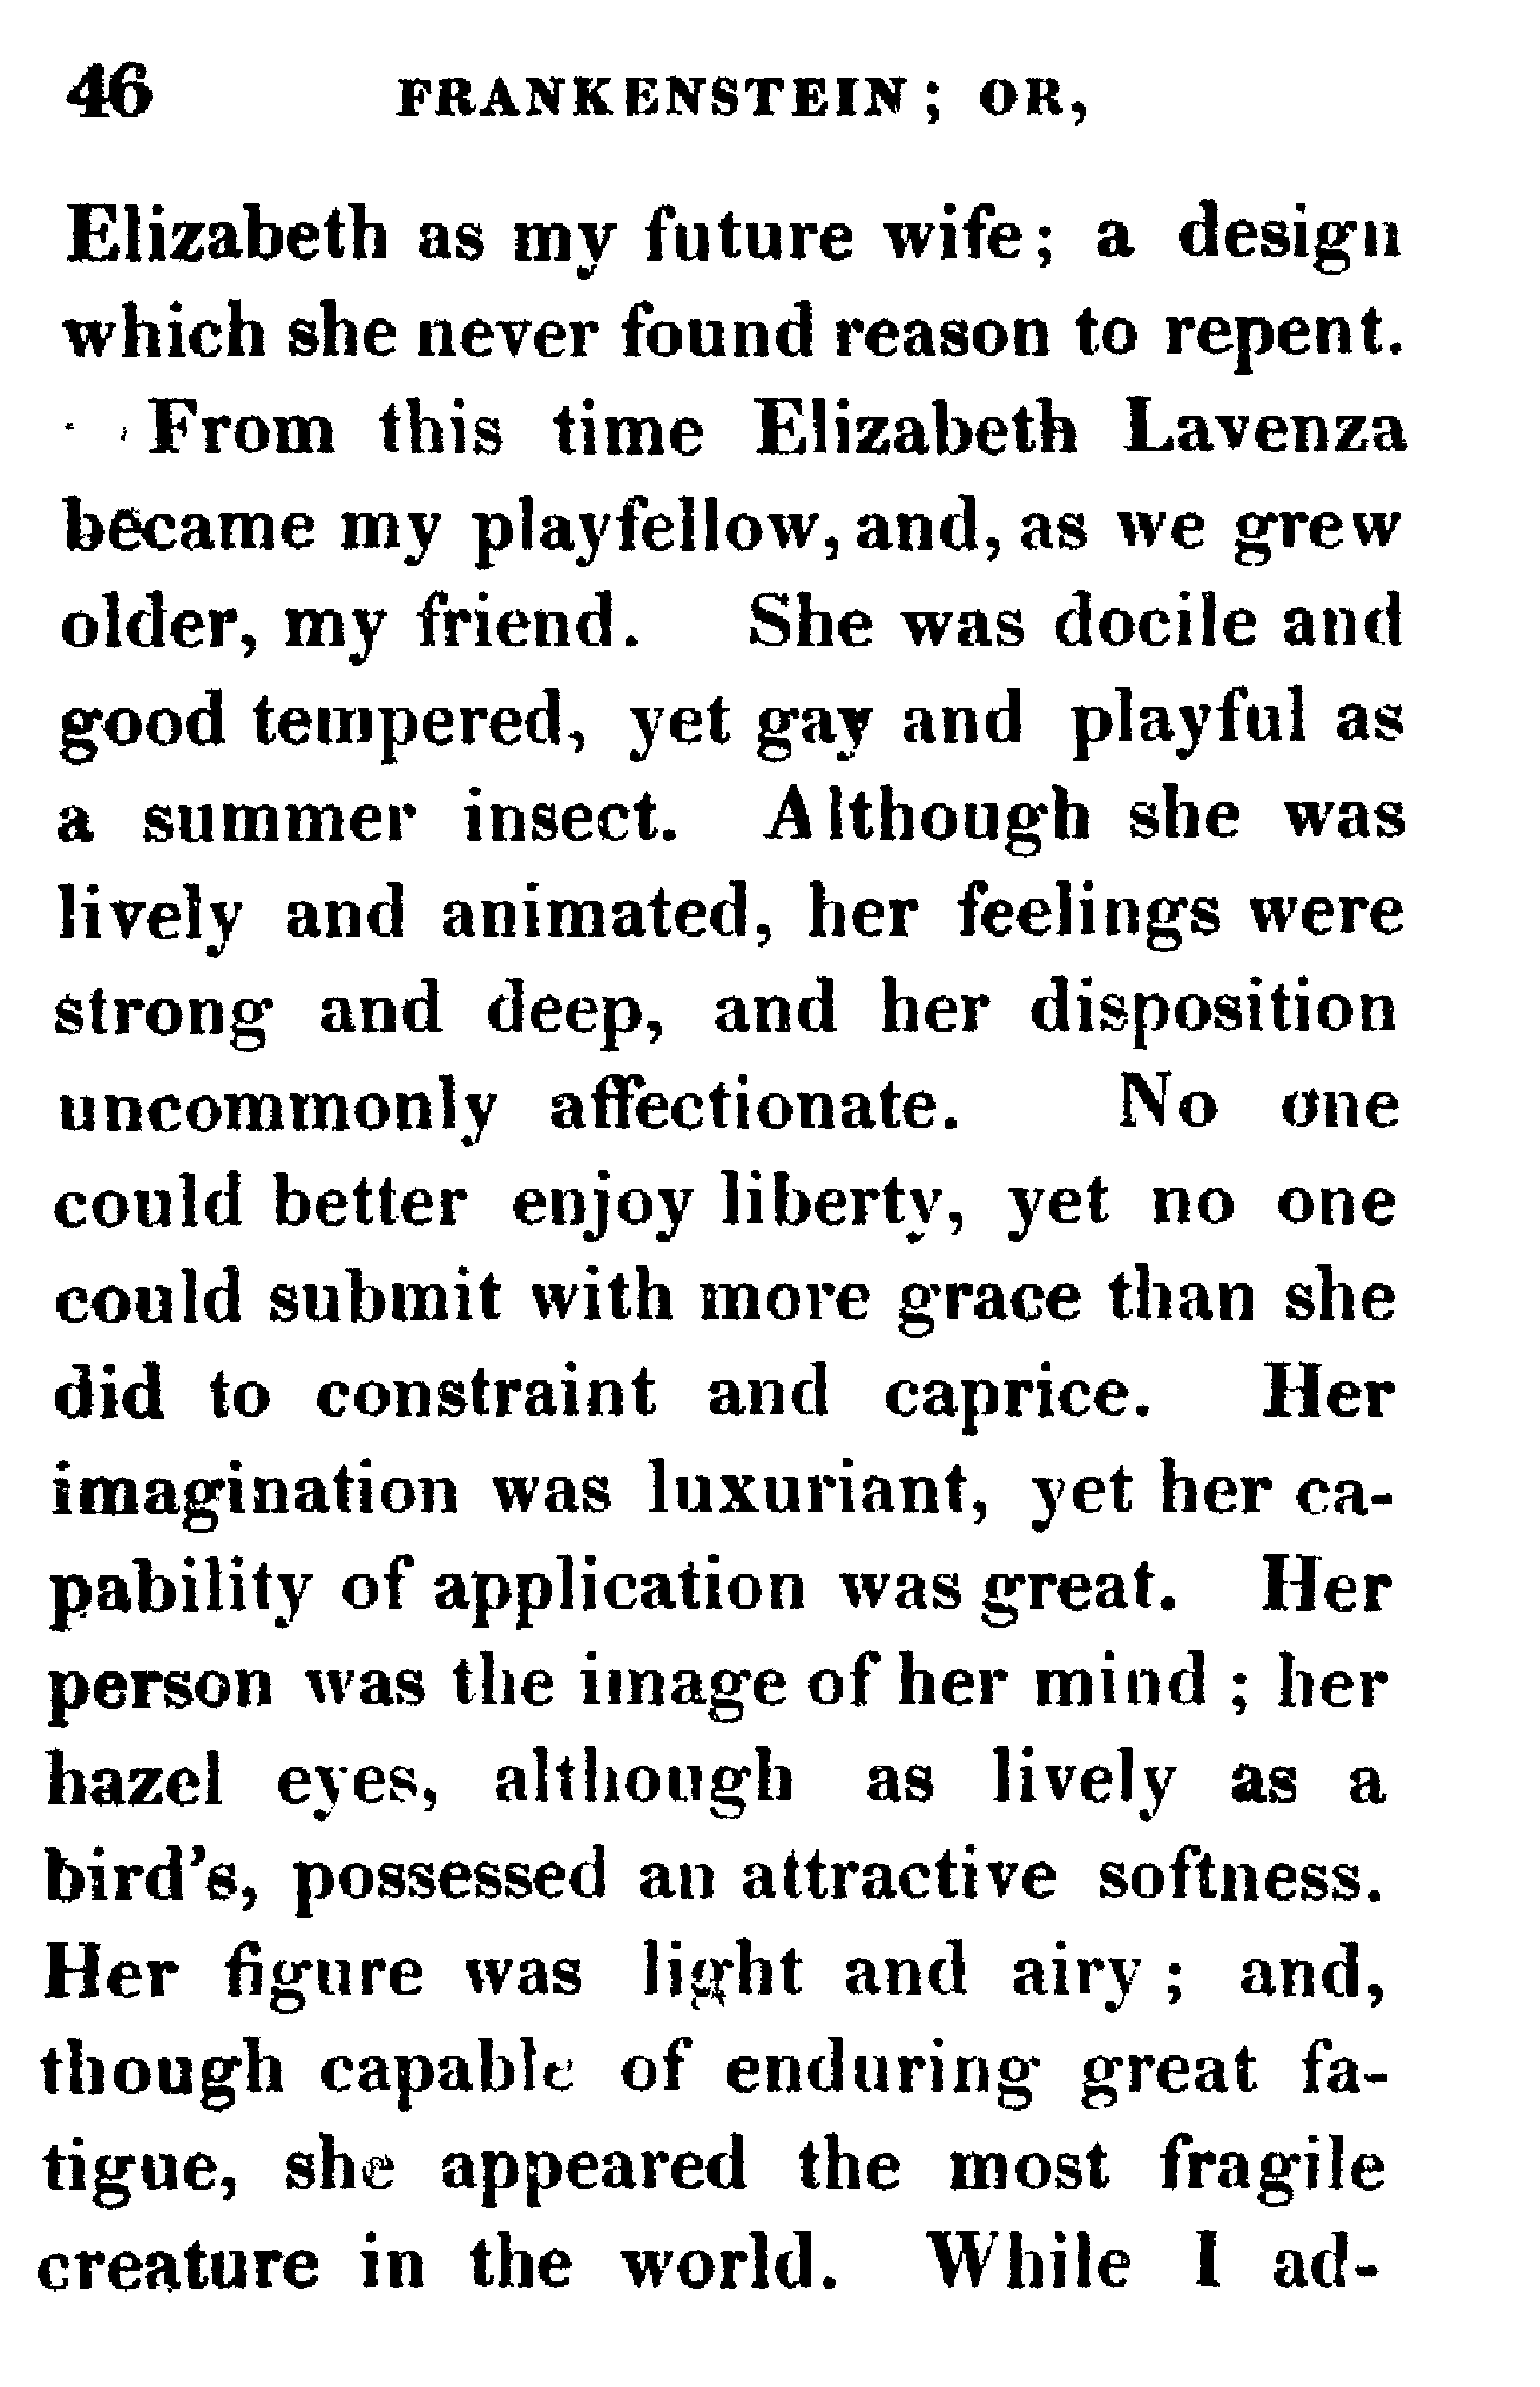 46 FRANKENSTEIN; OR,
Elizabeth as my future wife; a design
which she never found reason to repent.
From this time Elizabeth Lavenza
became my playfellow, and, as we grew
older, my friend. She was docile and
good tempered, yet gay and playful as
a summer insect. Although she was
lively and animated, her feelings were
strong and deep, and her disposition
uncommonly affectionate. No one
could better enjoy liberty, yet no one
could submit with more grace than she
did to constraint and caprice. Her
imagination was luxuriant, yet her ca-
pability of application was great. Her
person was the image of her mind ; her
hazel eyes, although as lively as a
bird's, possessed an attractive softness.
Her figure was light and airy ; and,
though capable of enduring great fa-
tigue, she appeared the most fragile
creature in the world. While I ad-